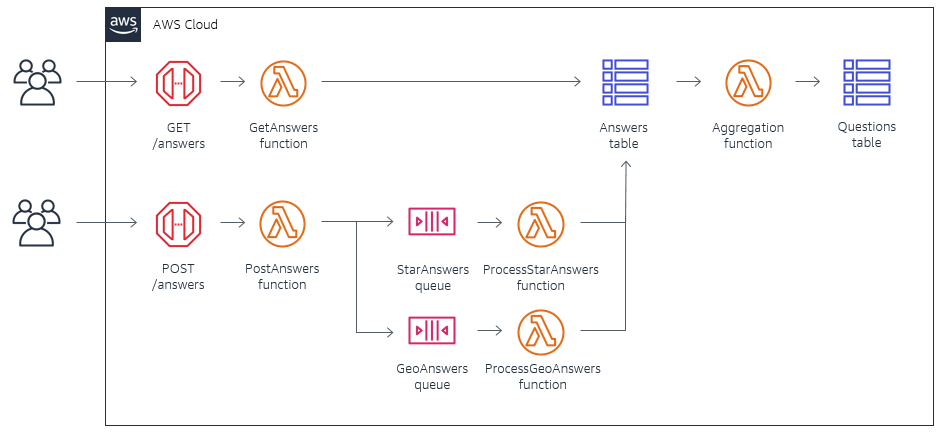 aws
AWS Cloud
GET
/answers
GetAnswers
function
Answers
table
Aggregation
function
Questions
table
POST
/answers
PostAnswers
function
StarAnswers
queue
ProcessStarAnswers
function
GeoAnswers
queue
ProcessGeoAnswers
function